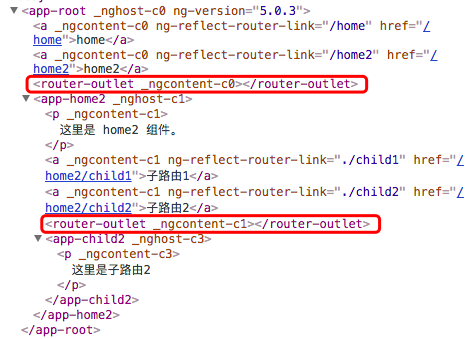 <app-root _nghost-c0 ng-version="5.0.3">
<a _ngcontent-c0 ng-reflect-router-link="/home" href="/
home">home</a>
<a _ngcontent-c0 ng-reflect-router-link="/home2" href="/
home2">home2</a>
<router-outlet _ngcontent-c0></router-outlet>
<app-home2 _nghost-c1>
<p _ngcontent-c1>
这里是 home2 组件。
</p>
<a _ngcontent-c1 ng-reflect-router-link="./child1" href="/
home2/child1">子路由1</a>
<a _ngcontent-c1 ng-reflect-router-link="./child2" href="/
home2/child2">子路由2</a>
<router-outlet _ngcontent-c1></router-outlet>
<app-child2 _nghost-c3>
<p _ngcontent-c3>
这里是子路由2
</p>
</app-child2>
</app-home2>
</app-root>